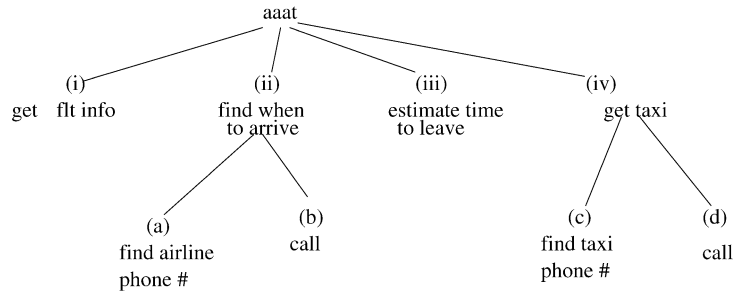 aaat
(i) (ii) (iii) (iv)
get flt info find when estimate time get taxi
to arrive to leave
(a) (b) (c) (d)
find airline call find taxi call
phone # phone #